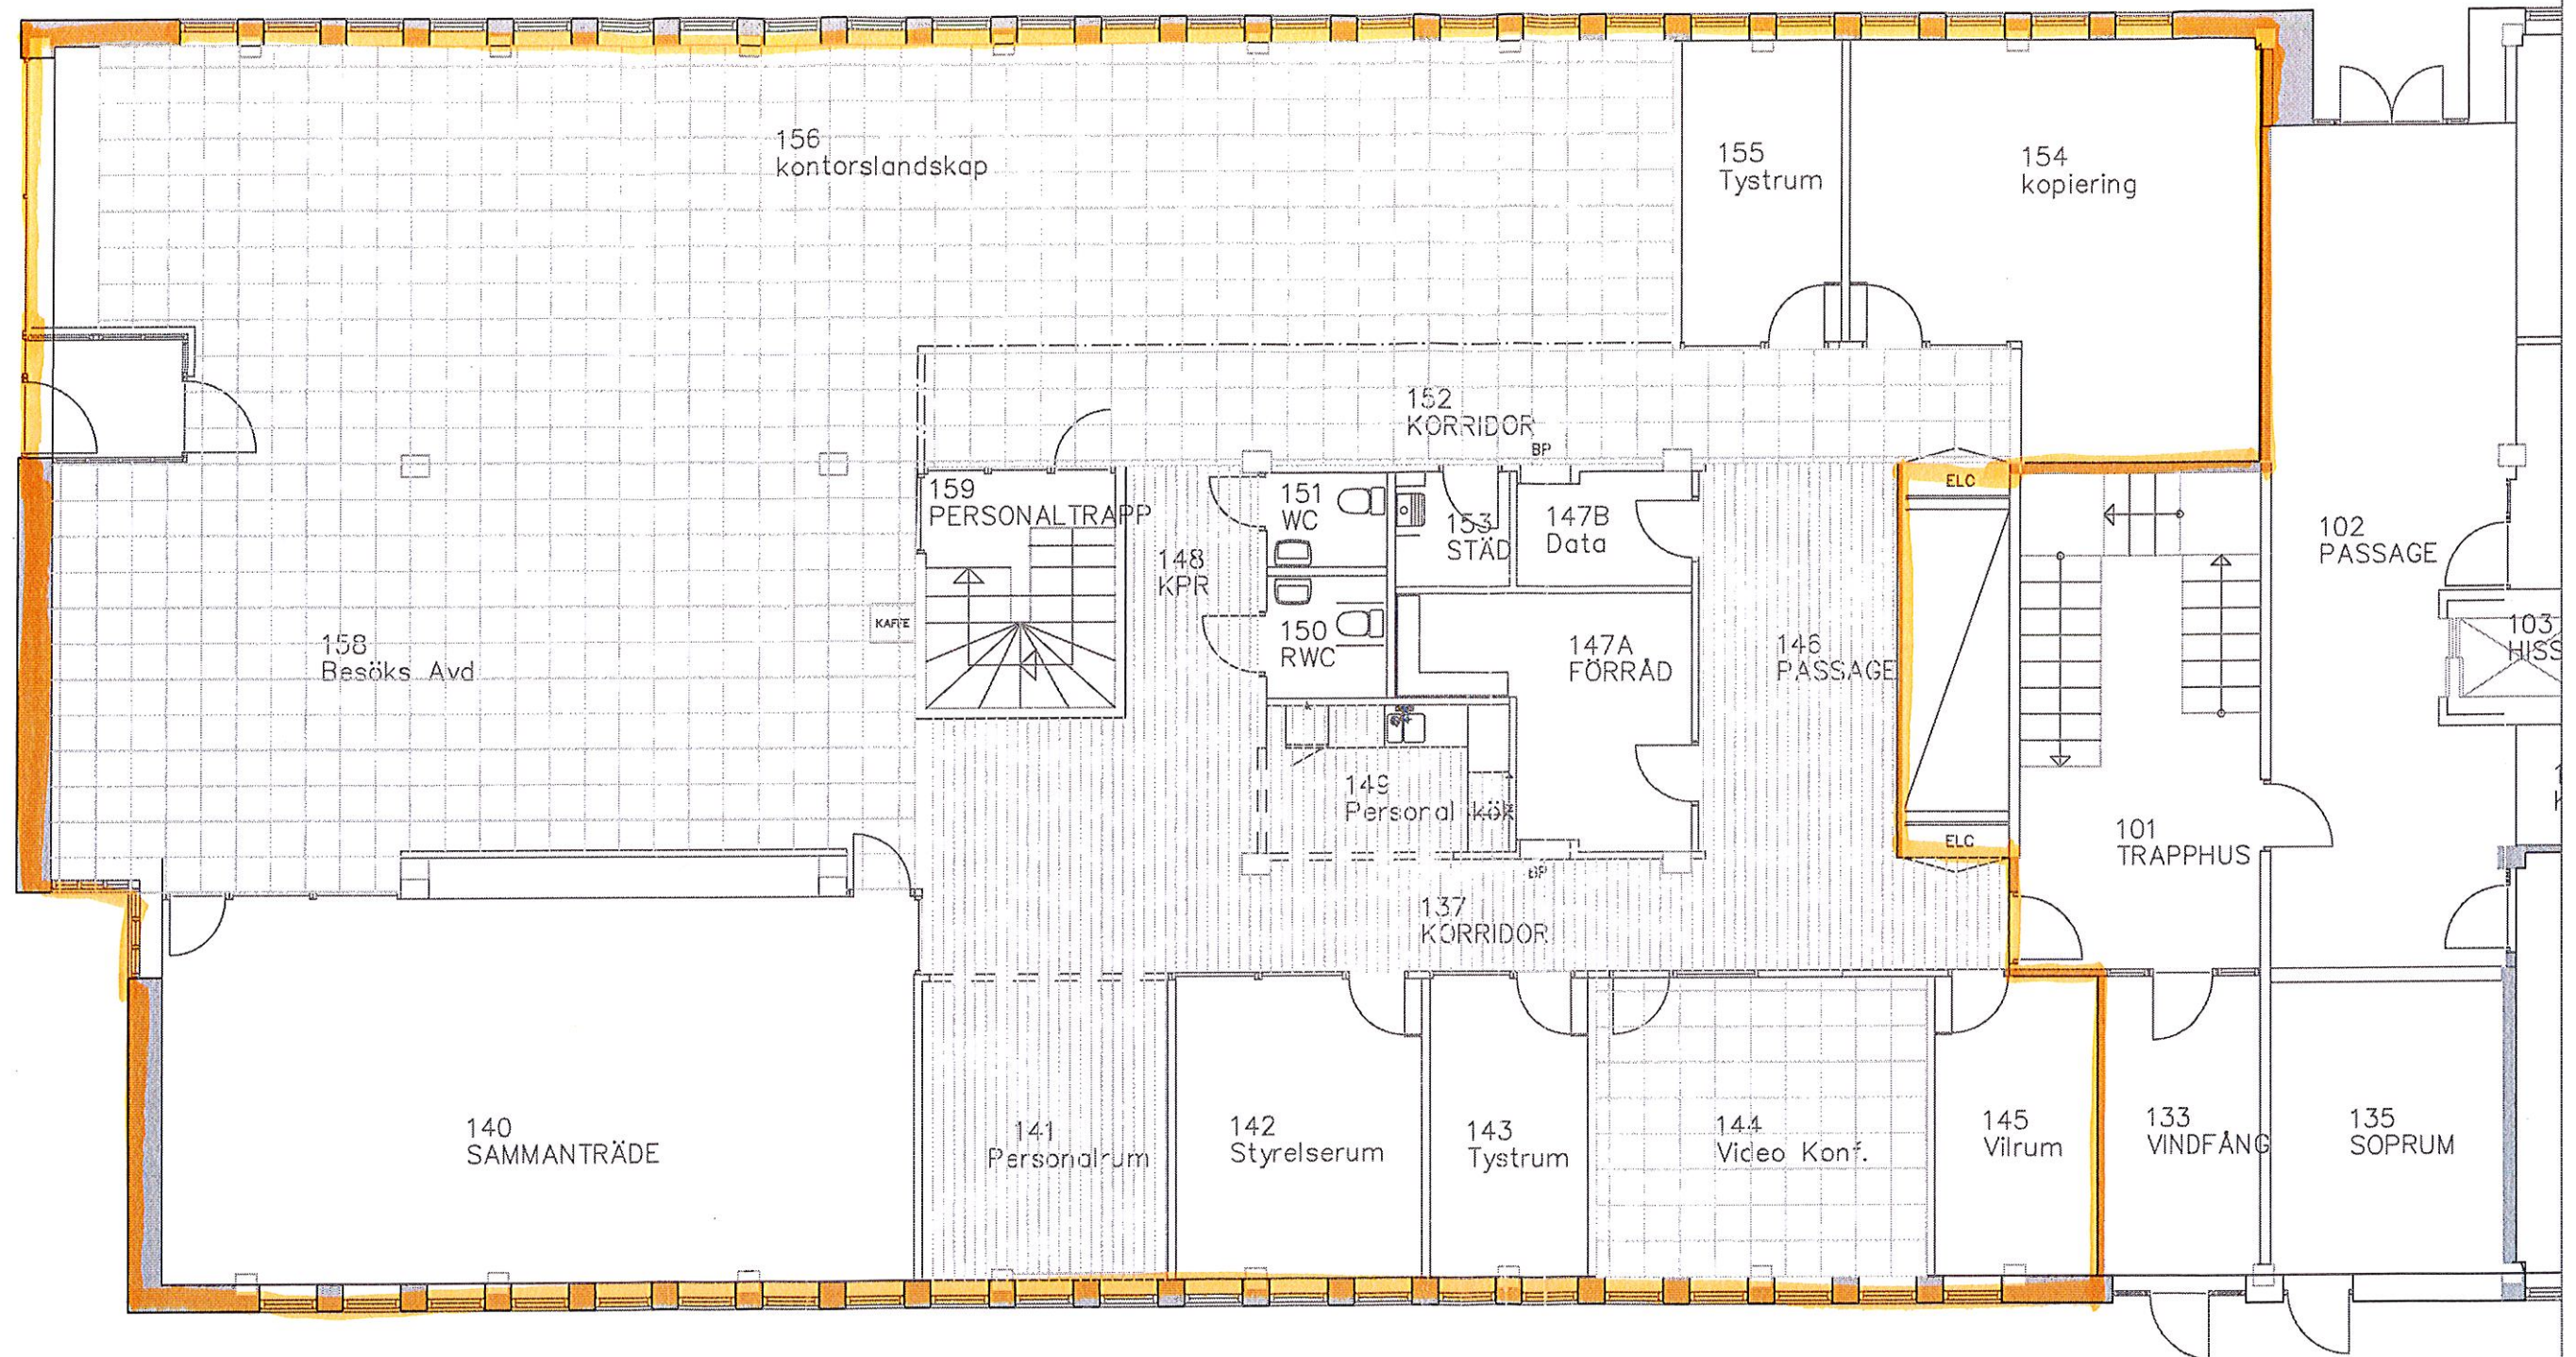 156
kontorslandskap
155
Tystrum
154
kopiering
152
KORRIDOR
BP
159
PERSONALTRAPP
151
WC
153
STÄD
147B
Data
ELC
102
PASSAGE
148
KPR
150
RWC
KAFFE
158
Besöks Avd
147A
FÖRRÅD
146
PASSAGE
103
HISS
149
Personal kök
ELC
101
TRAPPHUS
BP
137
KORRIDOR
140
SAMMANTRÄDE
141
Personalrum
142
Styrelserum
143
Tystrum
144
Video Konf.
145
Vilrum
133
VINDFÅNG
135
SOPRUM